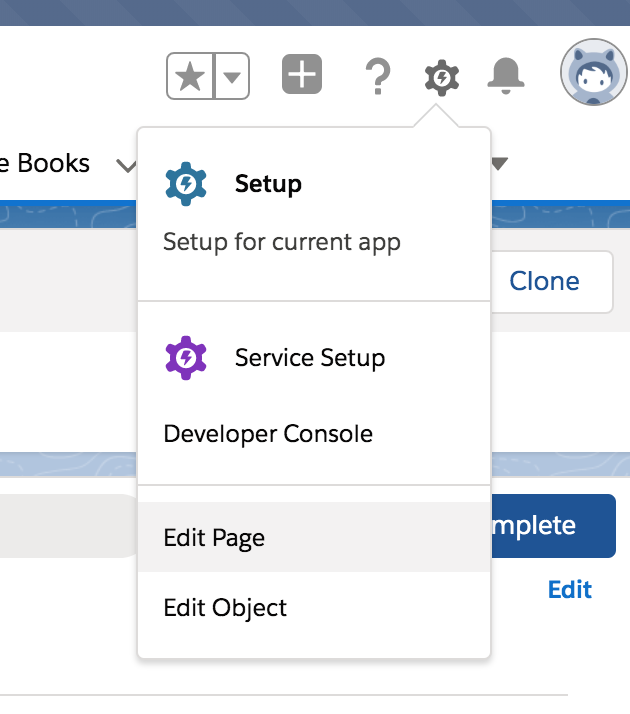 e Books
Setup
Setup for current app
Clone
Service Setup
Developer Console
Edit Page
mplete
Edit
Edit Object